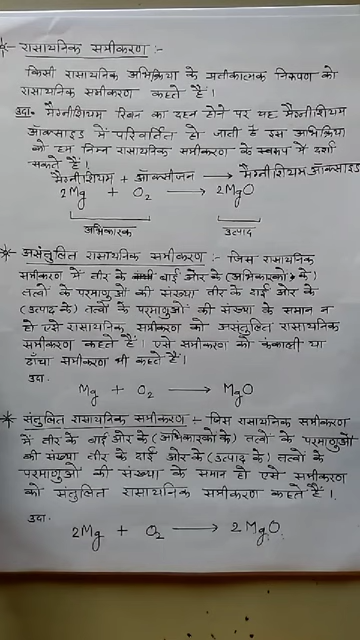 * रासायनिक समीकरण :-
किसी रासायनिक अभिक्रिया के प्रतीकात्मक निरूपण को
रासायनिक समीकरण कहते हैं।
उदा. मैग्नीशियम रिबन का दहन होने पर यह मैग्नीशियम
ऑक्साइड में परिवर्तित हो जाती है इस अभिक्रिया
को हम निम्न रासायनिक समीकरण के स्वरूप में दर्शा
सकते हैं।
मैग्नीशियम + ऑक्सीजन ⟶ मैग्नीशियम ऑक्साइड
2Mg + O₂ ⟶ 2MgO
अभिकारक उत्पाद
* असंतुलित रासायनिक समीकरण :- जिस रासायनिक
समीकरण में तीर के बाई ओर के (अभिकारको के)
तत्वों के परमाणुओं की संख्या तीर के दाई ओर के
(उत्पाद के) तत्वों के परमाणुओं की संख्या के समान न
हो एसे रासायनिक समीकरण को असंतुलित रासायनिक
समीकरण कहते हैं। एसे समीकरण को कंकाली या
ढाँचा समीकरण भी कहते हैं।
उदा.
Mg + O₂ ⟶ MgO
* संतुलित रासायनिक समीकरण :- जिस रासायनिक समीकरण
में तीर के बाई ओर के (अभिकारकों के) तत्वों के परमाणुओं
की संख्या तीर के दाई ओर के (उत्पाद के) तत्वों के
परमाणुओं की संख्या के समान हो एसे समीकरण
को संतुलित रासायनिक समीकरण कहते हैं।
उदा.
2Mg + O₂ ⟶ 2MgO